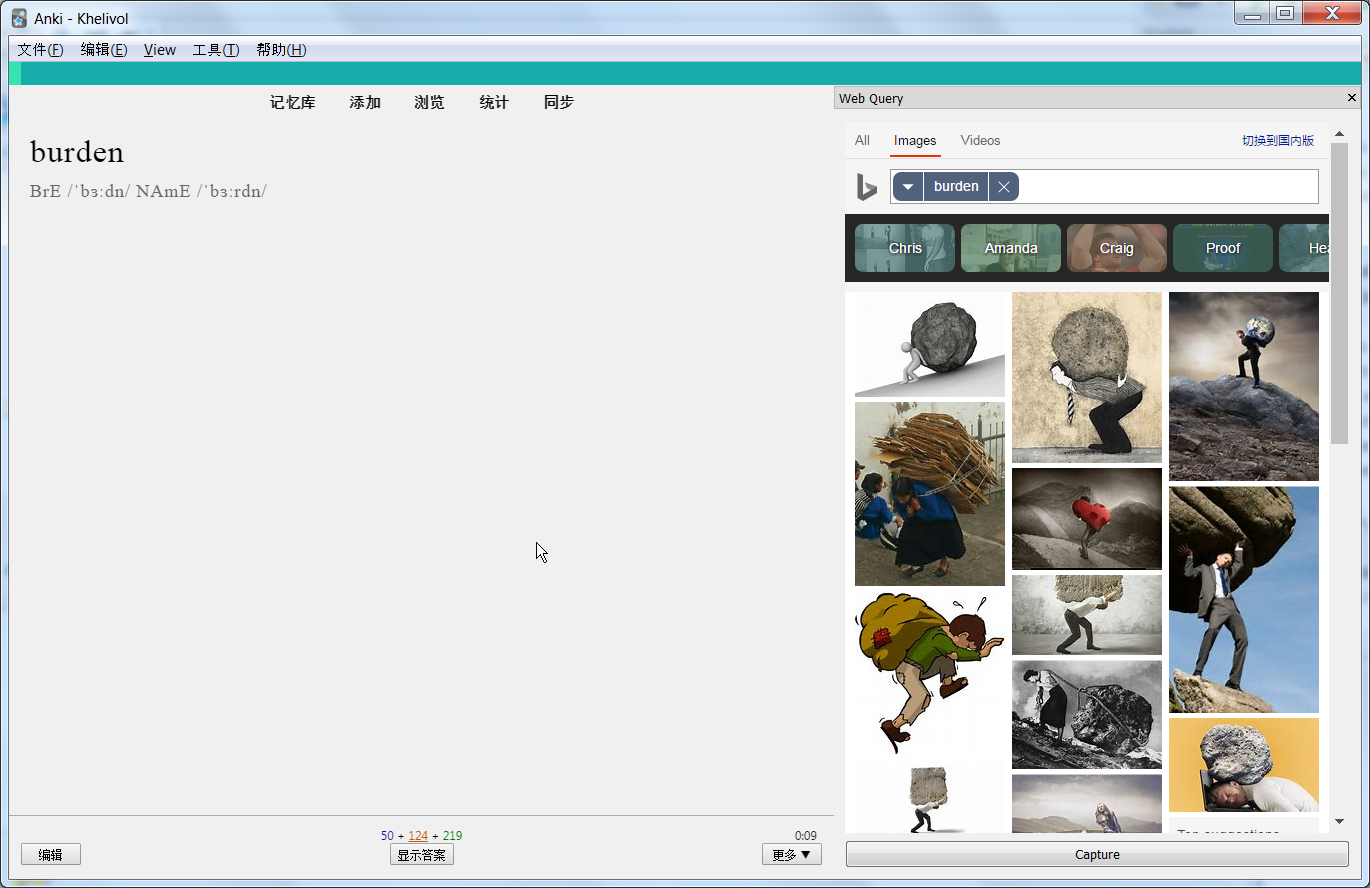 Anki - Khelivol
文件(F) 编辑(E) View 工具(T) 帮助(H)
记忆库 添加 浏览 统计 同步
burden
BrE /ˈbɜːdn/ NAmE /ˈbɜːrdn/
50 + 124 + 219
0:09
编辑
显示答案
更多 ▼
Web Query
All Images Videos 切换到国内版
burden
Chris Amanda Craig Proof Hea
Top suggestions
Capture